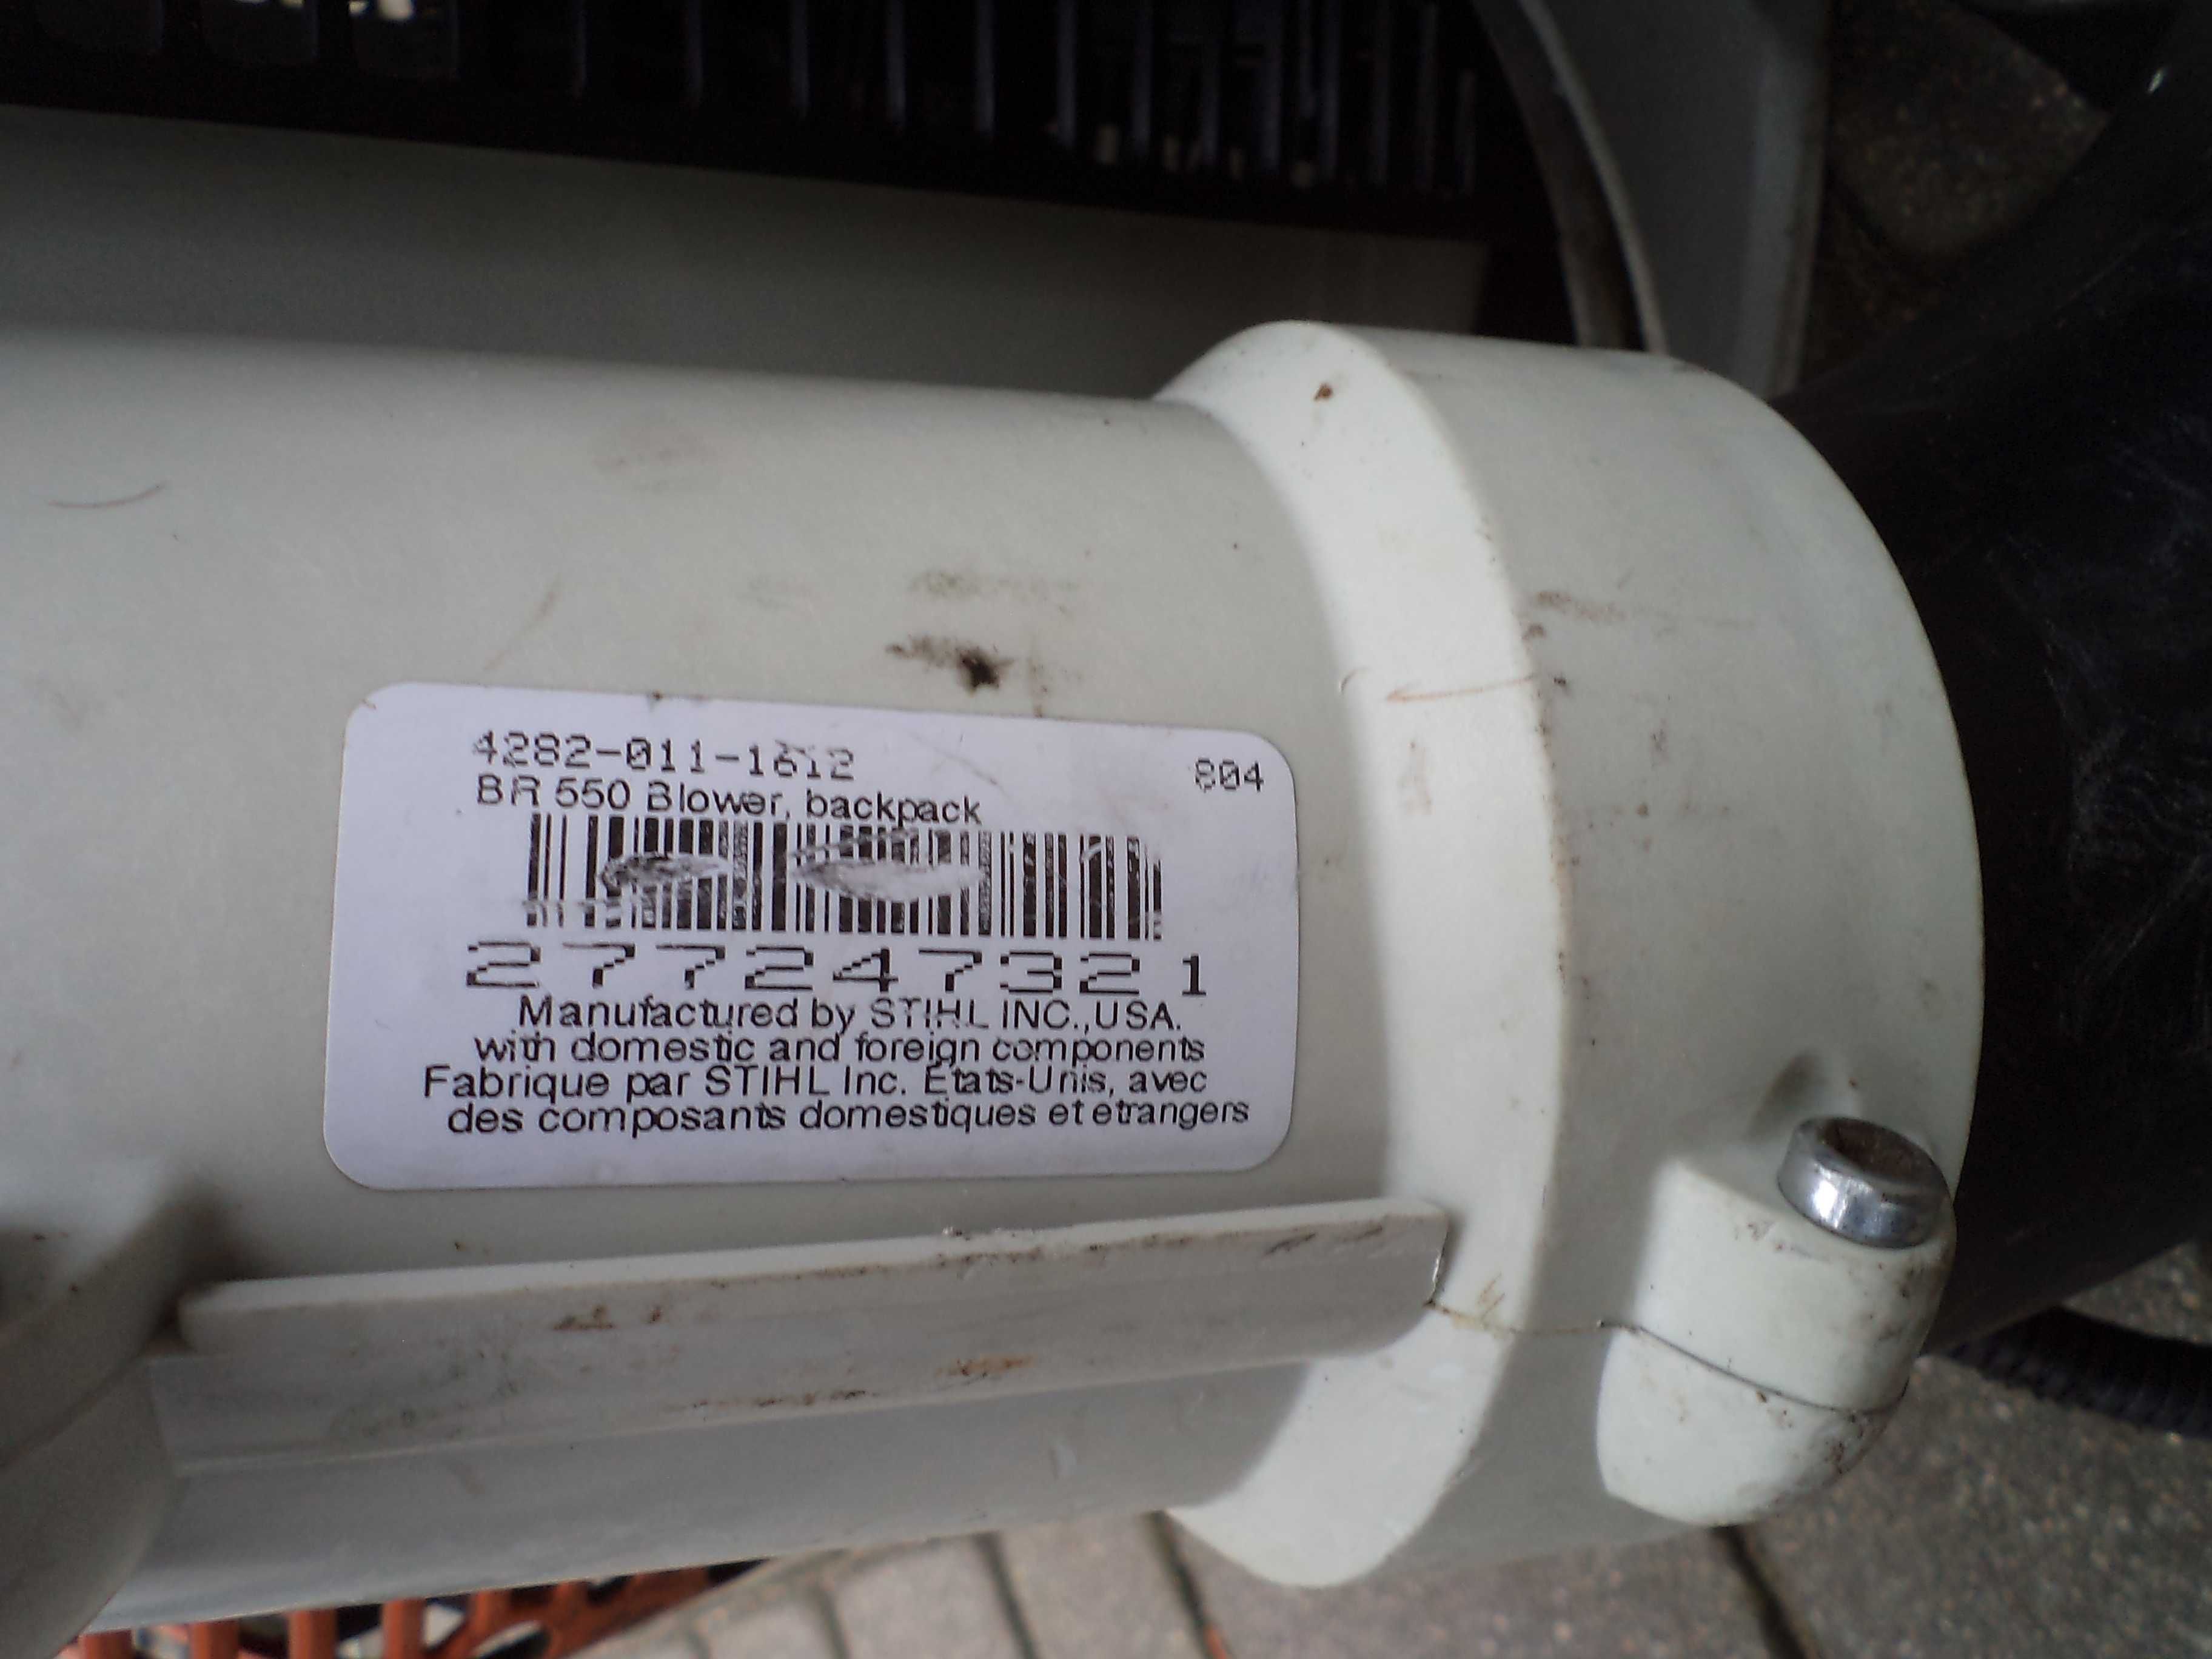 4282-011-1612 804
BR 550 Blower, backpack
277247321
Manufactured by STIHL INC.,USA.
with domestic and foreign components
Fabrique par STIHL Inc. Etats-Unis, avec
des composants domestiques et etrangers